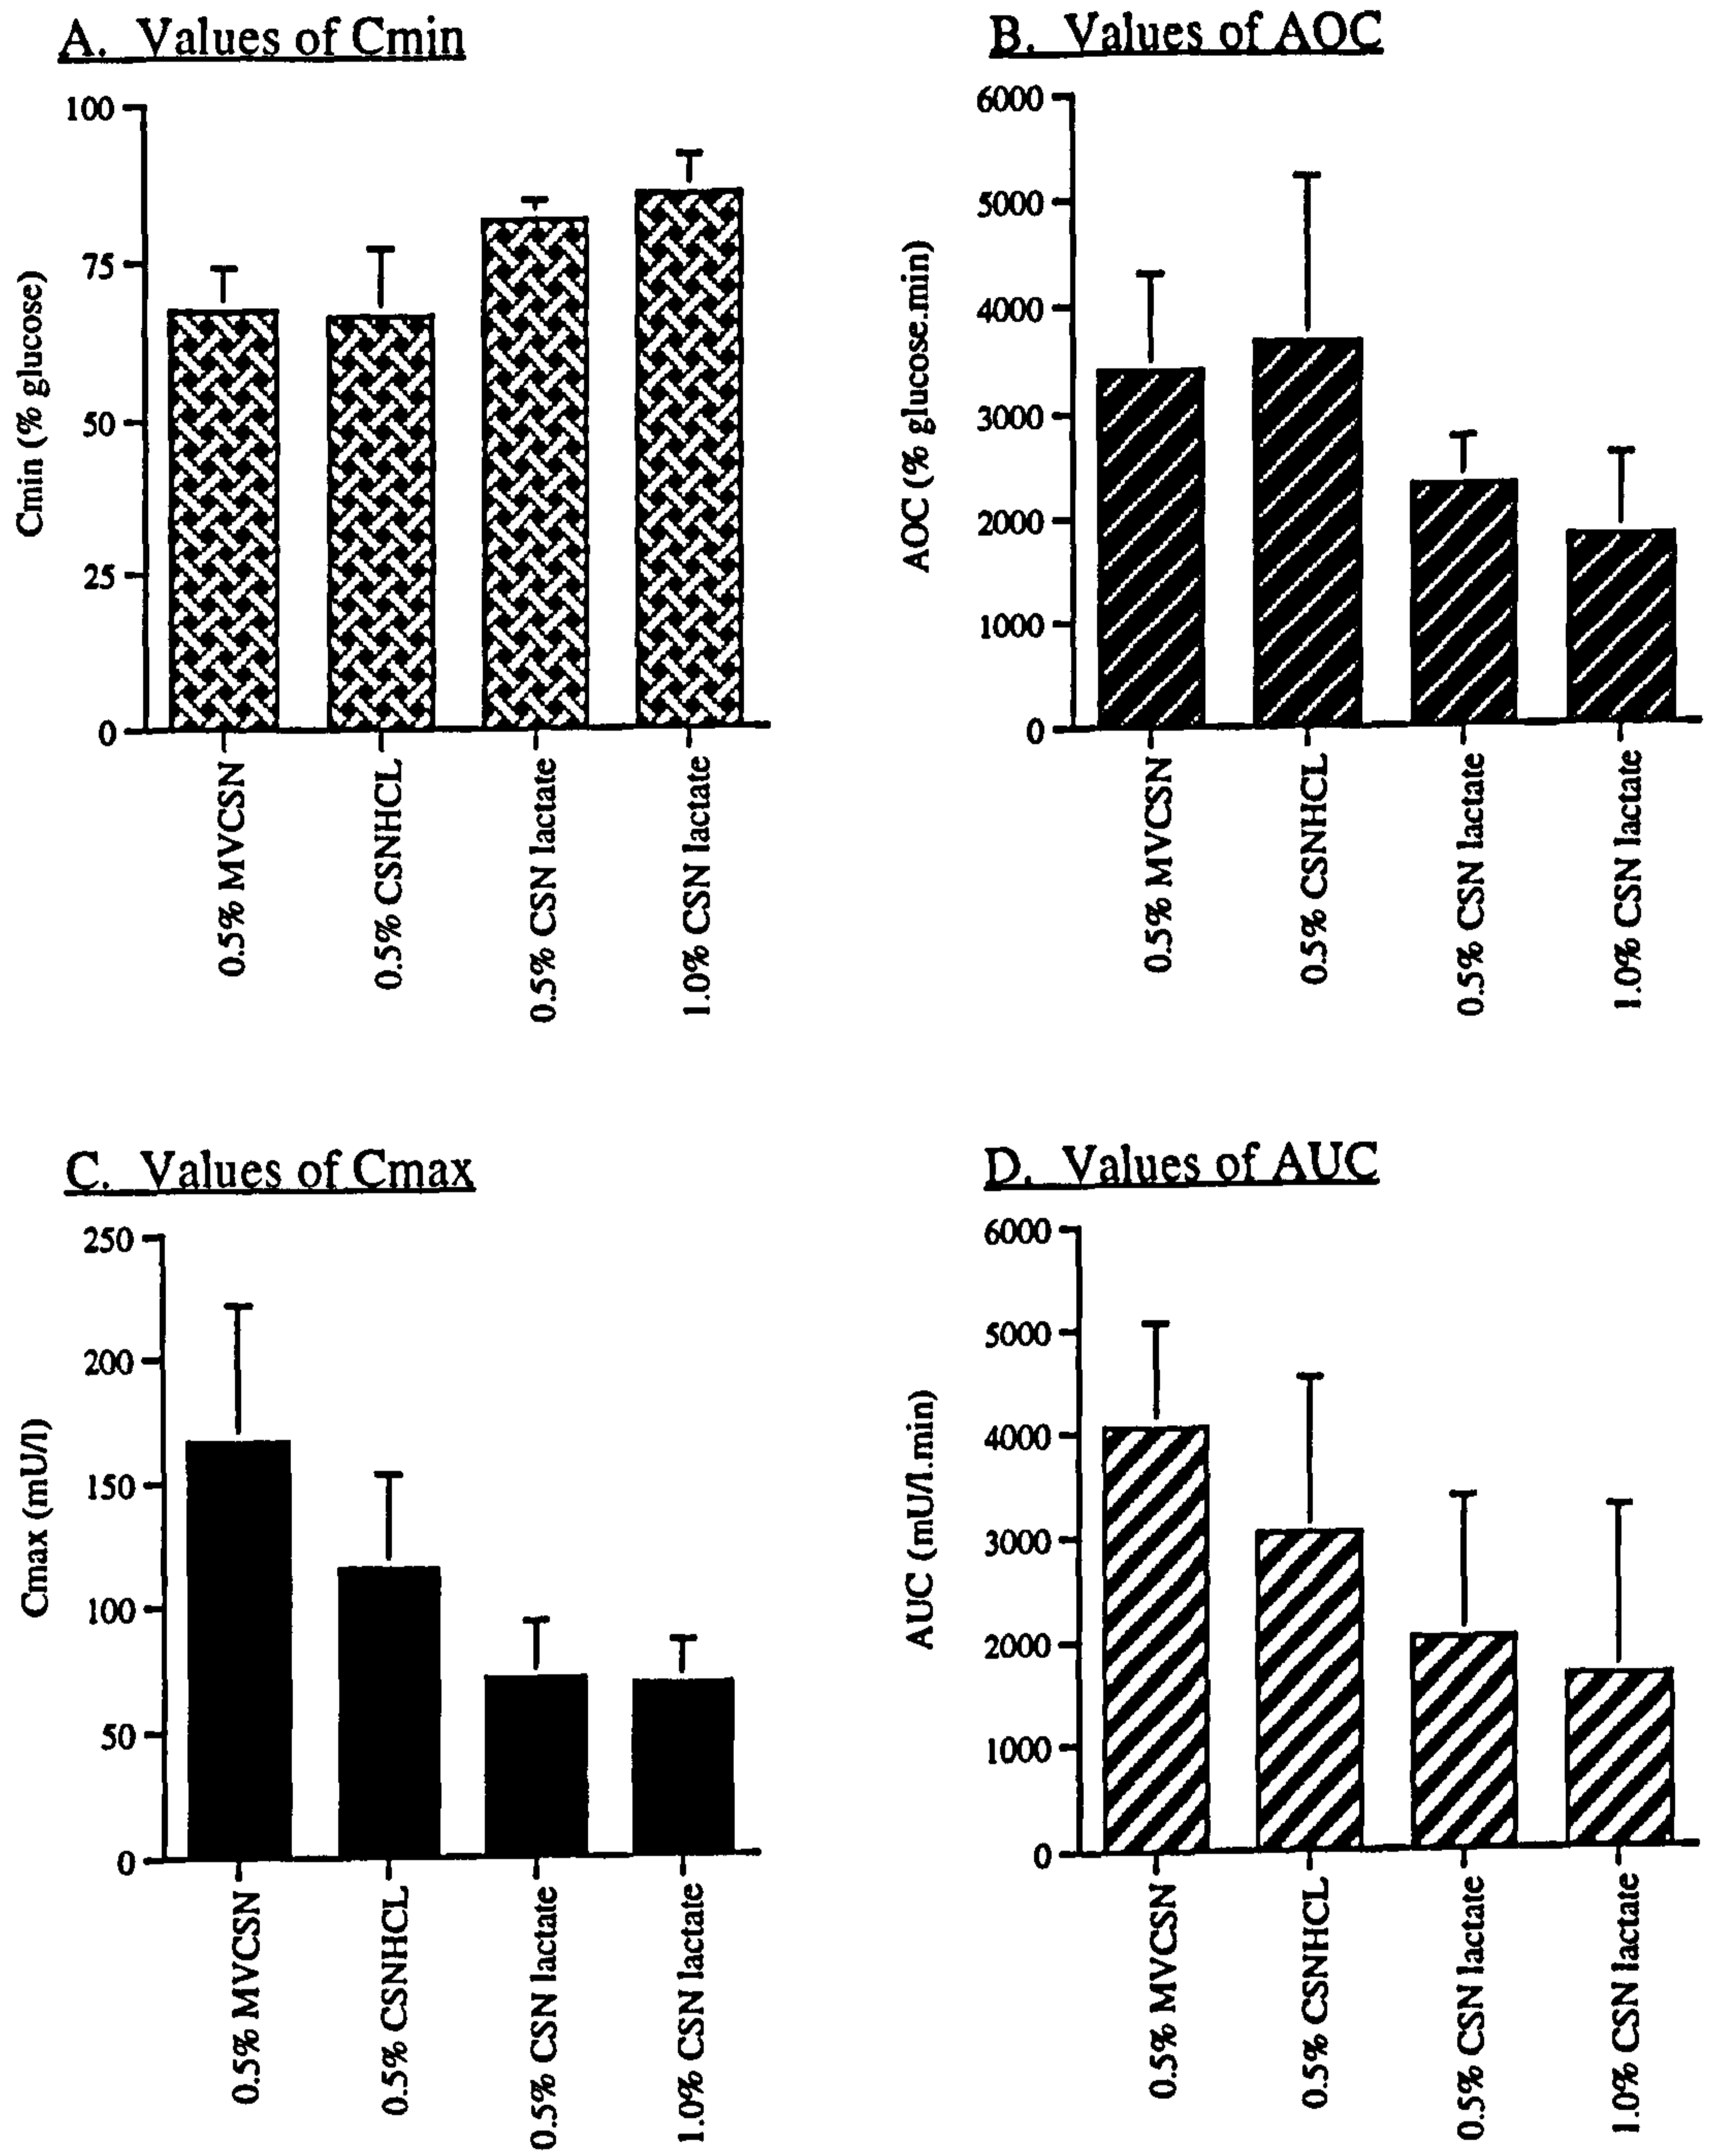 A. Values of Cmin
100
75
50
25
0
Cmin (% glucose)
0.5% MVCSN
0.5% CSNHCL
0.5% CSN lactate
1.0% CSN lactate
B. Values of AOC
6000
5000
4000
3000
2000
1000
0
AOC (% glucose.min)
0.5% MVCSN
0.5% CSNHCL
0.5% CSN lactate
1.0% CSN lactate
C. Values of Cmax
250
200
150
100
50
0
Cmax (mU/l)
0.5% MVCSN
0.5% CSNHCL
0.5% CSN lactate
1.0% CSN lactate
D. Values of AUC
6000
5000
4000
3000
2000
1000
0
AUC (mU/l.min)
0.5% MVCSN
0.5% CSNHCL
0.5% CSN lactate
1.0% CSN lactate